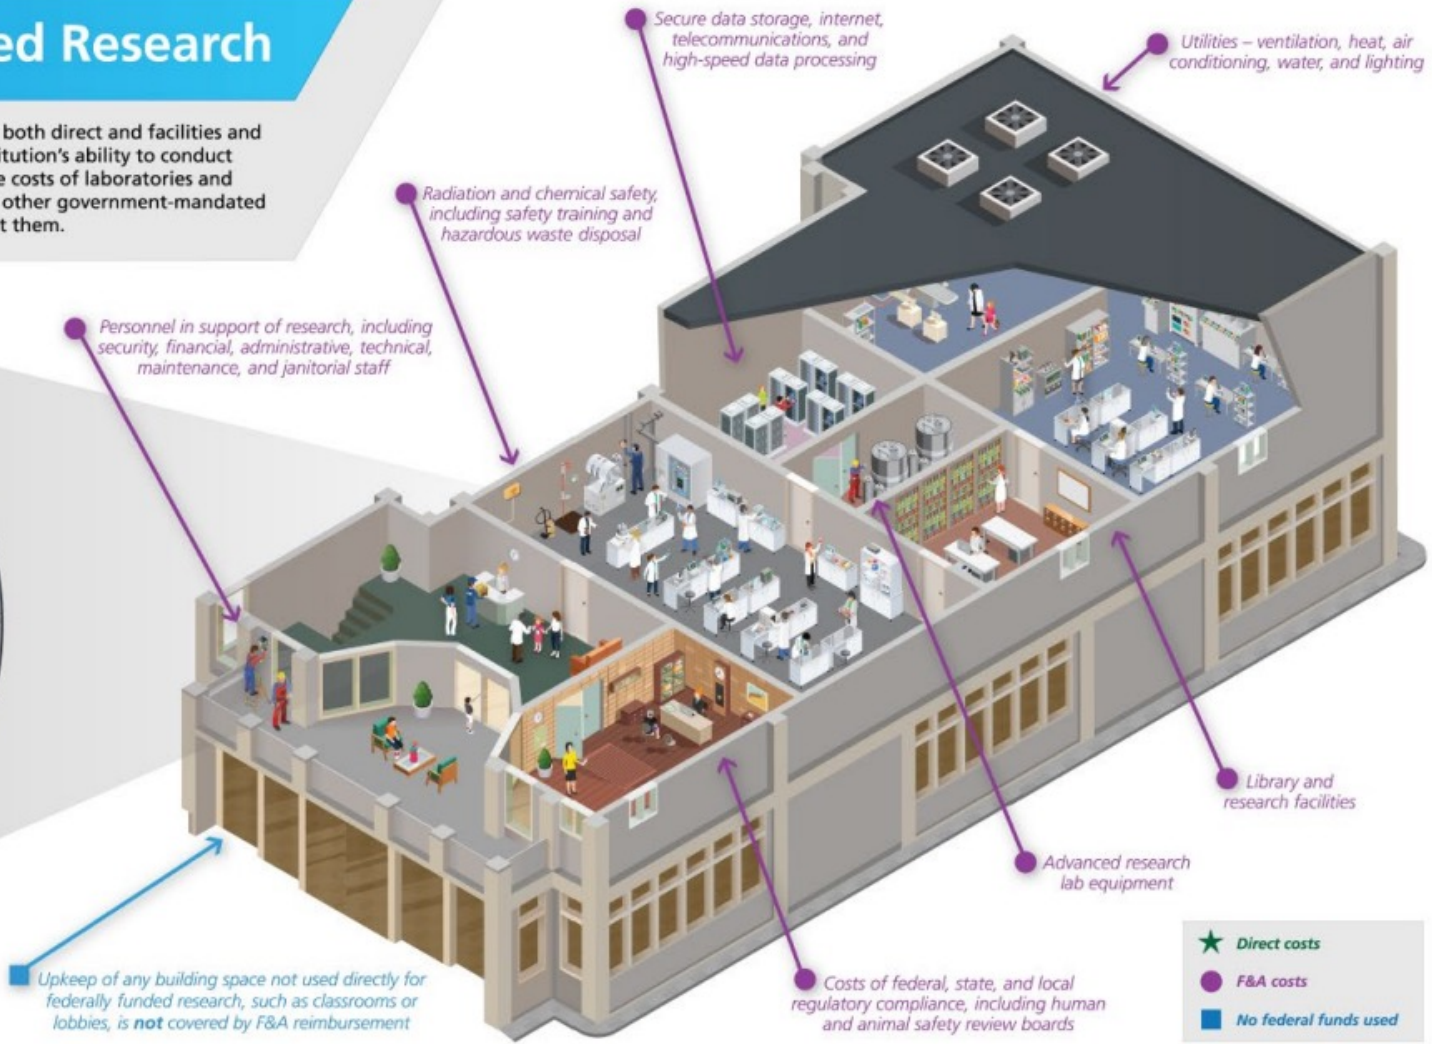 ed Research
both direct and facilities and
titution's ability to conduct
e costs of laboratories and
other government-mandated
t them.
Secure data storage, internet,
telecommunications, and
high-speed data processing
Utilities – ventilation, heat, air
conditioning, water, and lighting
Radiation and chemical safety,
including safety training and
hazardous waste disposal
Personnel in support of research, including
security, financial, administrative, technical,
maintenance, and janitorial staff
Library and
research facilities
Advanced research
lab equipment
Costs of federal, state, and local
regulatory compliance, including human
and animal safety review boards
Upkeep of any building space not used directly for
federally funded research, such as classrooms or
lobbies, is not covered by F&A reimbursement
Direct costs
F&A costs
No federal funds used